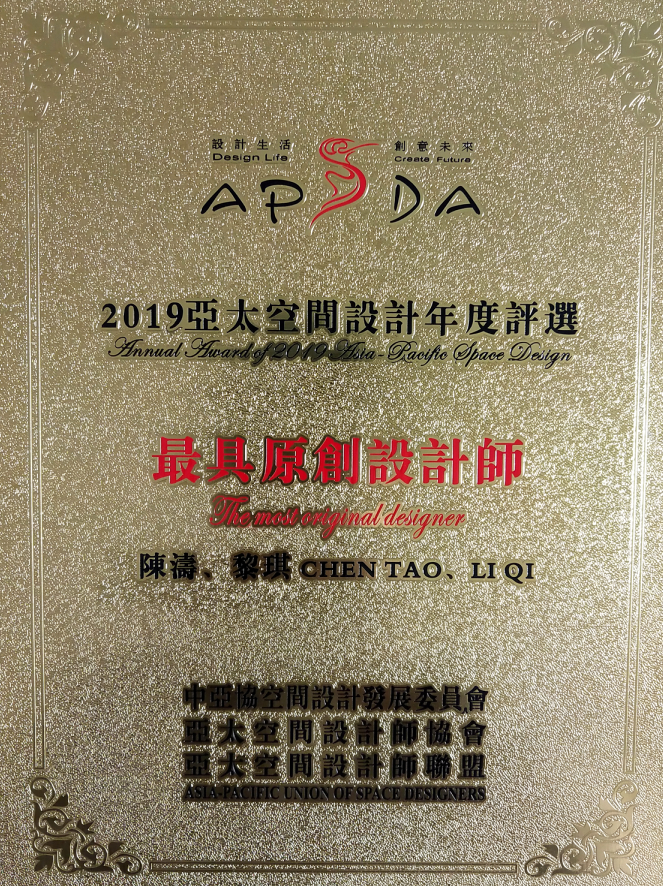 設計生活 創意未來
Design Life Create Future
APSDA
2019亞太空間設計年度評選
Annual Award of 2019 Asia-Pacific Space Design
最具原創設計師
The most original designer
陳濤、黎琪 CHEN TAO、LI QI
中亞協空間設計發展委員會
亞太空間設計師協會
亞太空間設計師聯盟
ASIA-PACIFIC UNION OF SPACE DESIGNERS